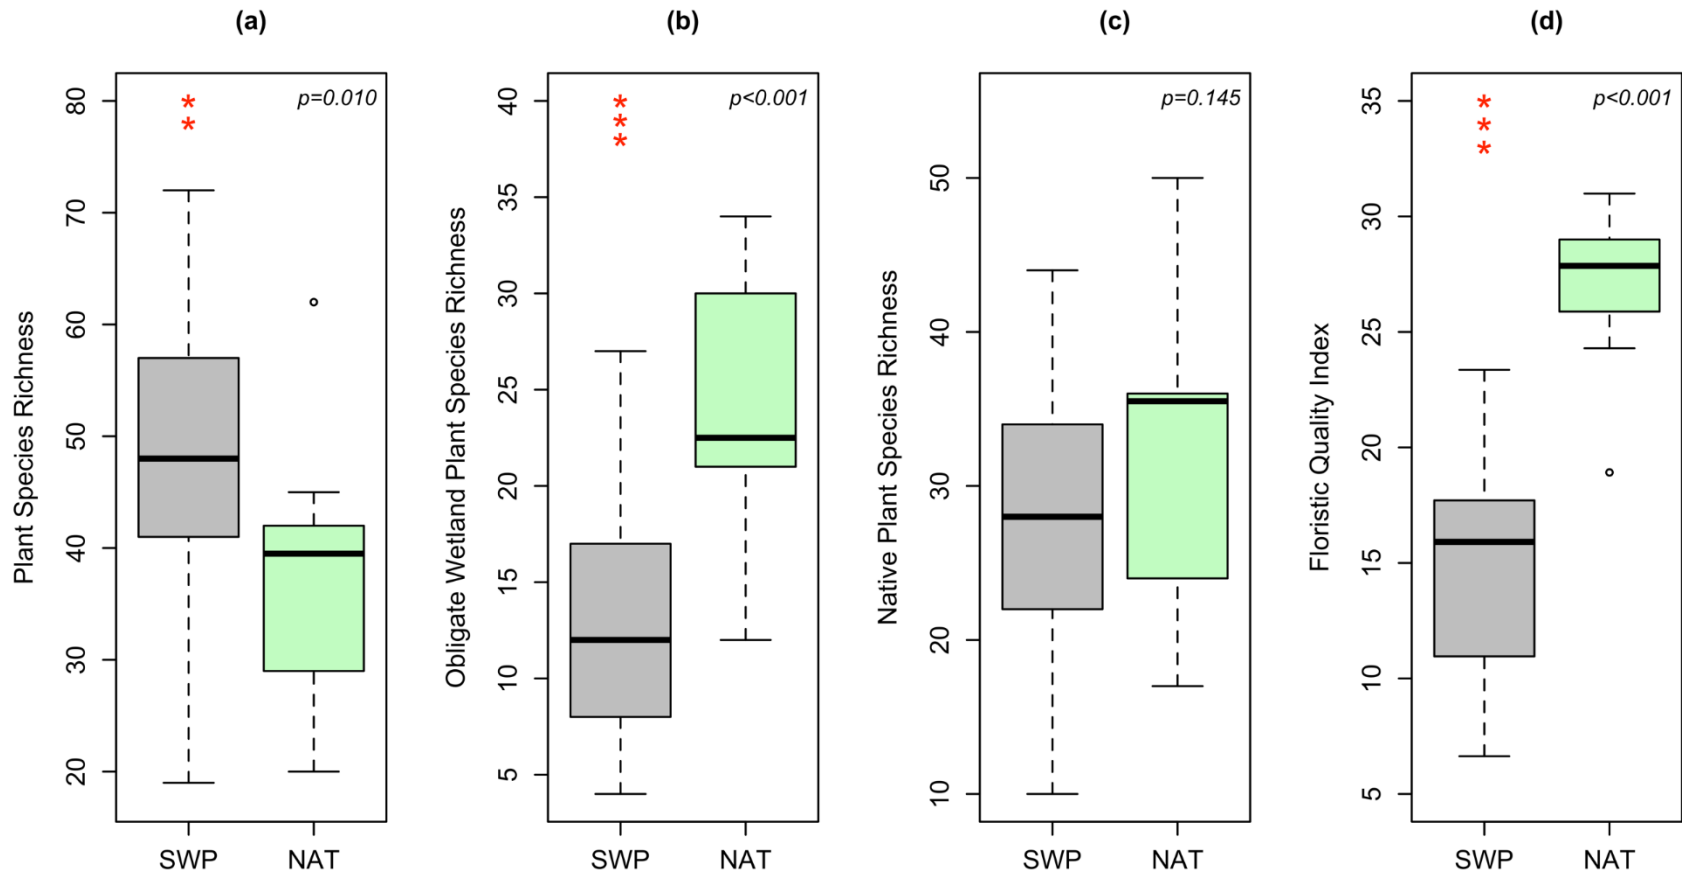 (a)
(b)
(c)
(d)
Plant Species Richness
80
70
60
50
40
30
20
*
*
p=0.010
SWP
NAT
Obligate Wetland Plant Species Richness
40
35
30
25
20
15
10
5
*
*
*
p<0.001
SWP
NAT
Native Plant Species Richness
50
40
30
20
10
p=0.145
SWP
NAT
Floristic Quality Index
35
30
25
20
15
10
5
*
*
*
p<0.001
SWP
NAT